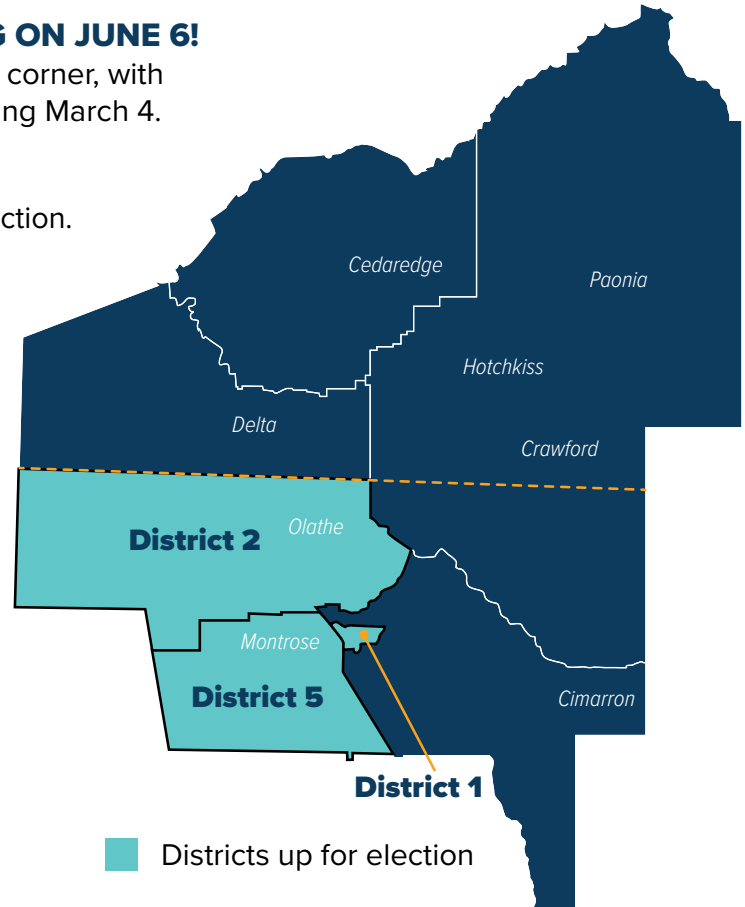 G ON JUNE 6!
corner, with
ing March 4.
ction.
Cedaredge
Paonia
Hotchkiss
Delta
Crawford
Olathe
District 2
Montrose
District 5
Cimarron
District 1
Districts up for election